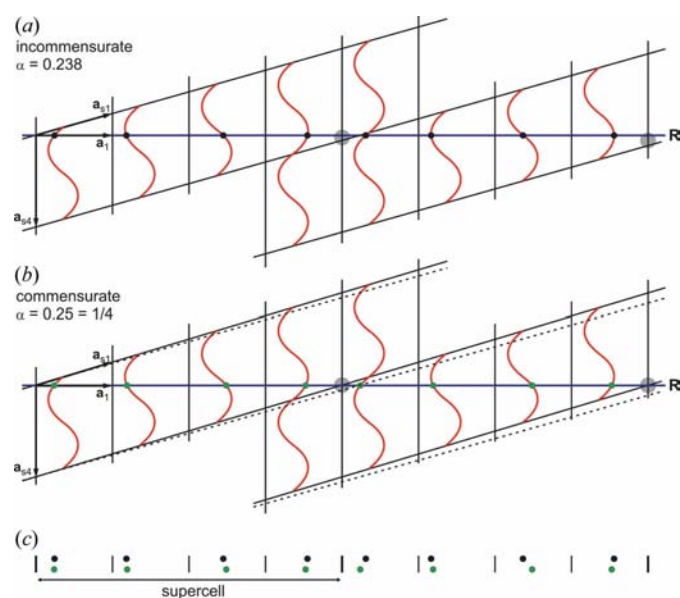 (a)
incommensurate
α = 0.238
a_s1
a_1
R
a_s4
(b)
commensurate
α = 0.25 = 1/4
a_s1
a_1
R
a_s4
(c)
supercell